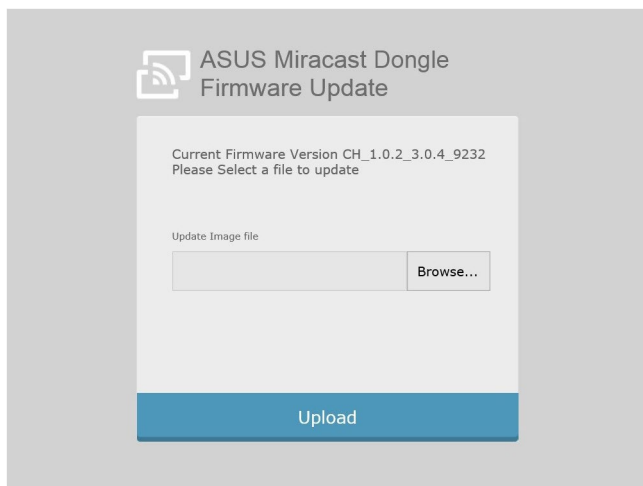 ASUS Miracast Dongle
Firmware Update
Current Firmware Version CH_1.0.2_3.0.4_9232
Please Select a file to update
Update Image file
Browse...
Upload